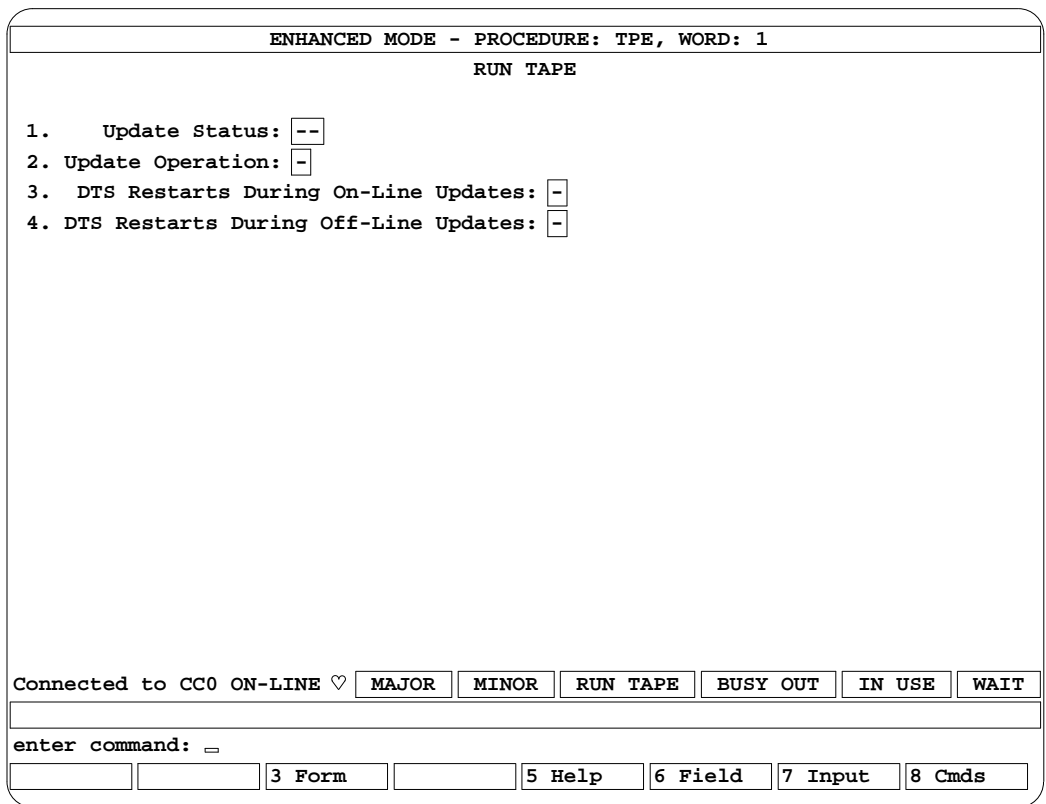 ENHANCED MODE - PROCEDURE: TPE, WORD: 1
RUN TAPE
1. Update Status: --
2. Update Operation: -
3. DTS Restarts During On-Line Updates: -
4. DTS Restarts During Off-Line Updates: -
Connected to CC0 ON-LINE ♡ MAJOR MINOR RUN TAPE BUSY OUT IN USE WAIT
enter command: _
3 Form 5 Help 6 Field 7 Input 8 Cmds